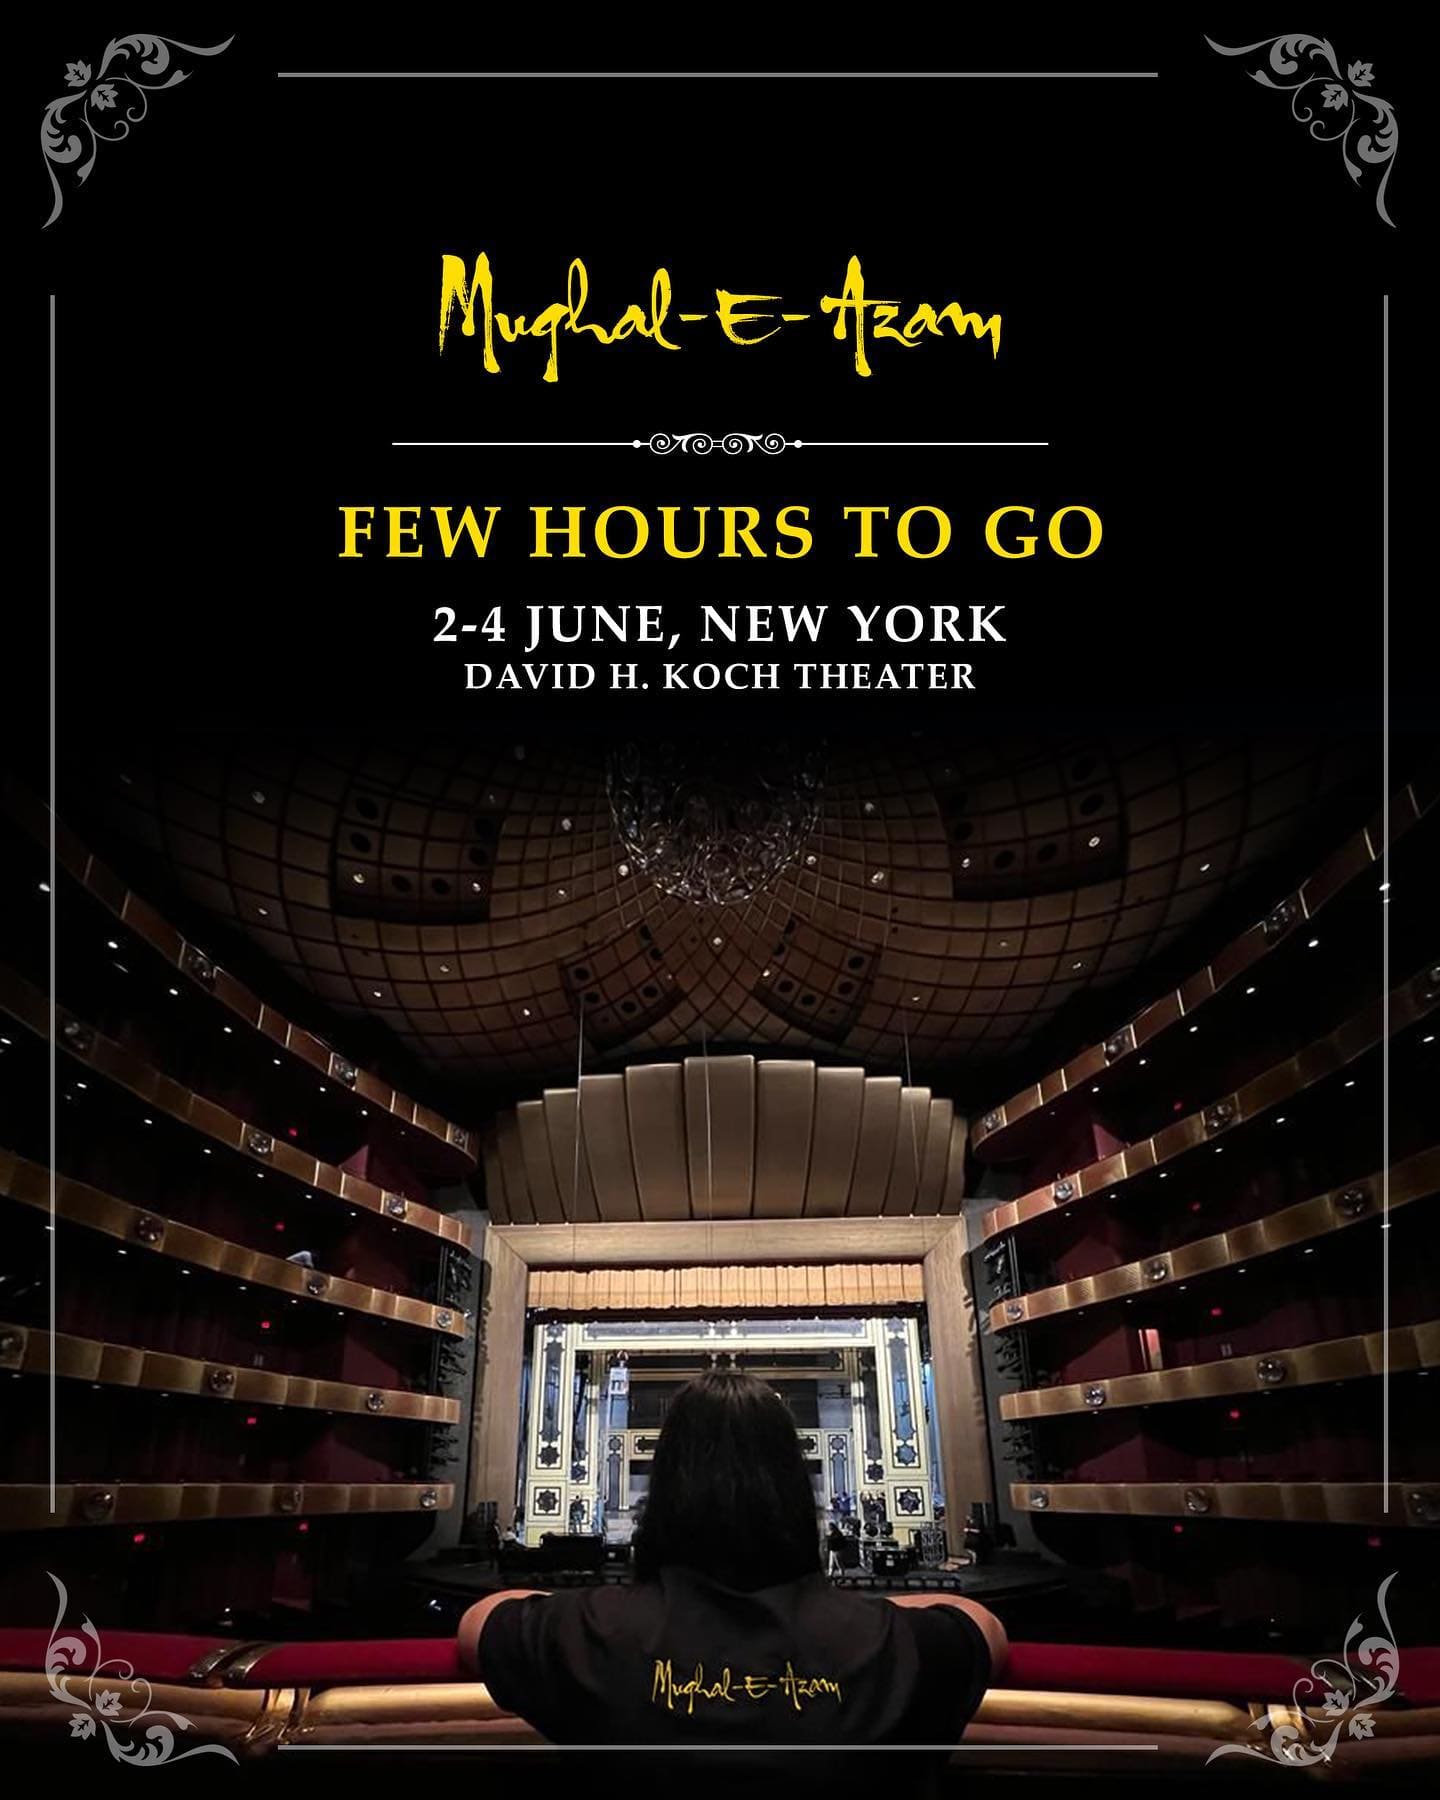 Mughal-E-Azam
FEW HOURS TO GO
2-4 JUNE, NEW YORK
DAVID H. KOCH THEATER
Mughal-E-Azam